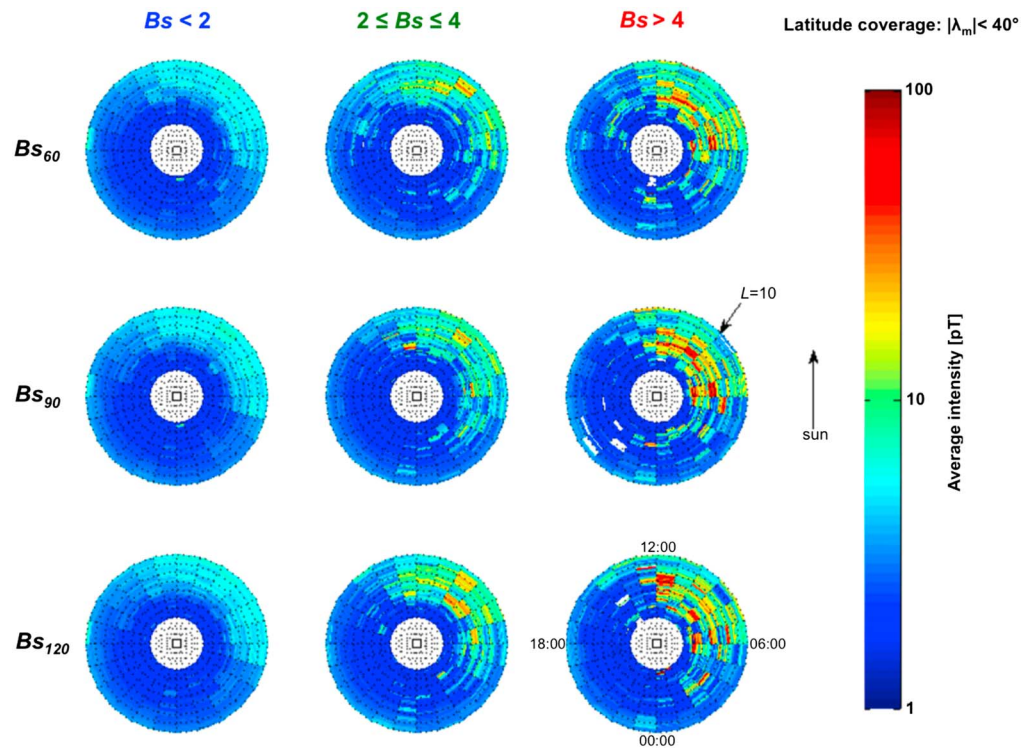 Bs < 2
2 ≤ Bs ≤ 4
Bs > 4
Latitude coverage: |λm|< 40°
100
Bs60
L=10
Bs90
sun
10
Average intensity [pT]
12:00
Bs120
18:00
06:00
00:00
1